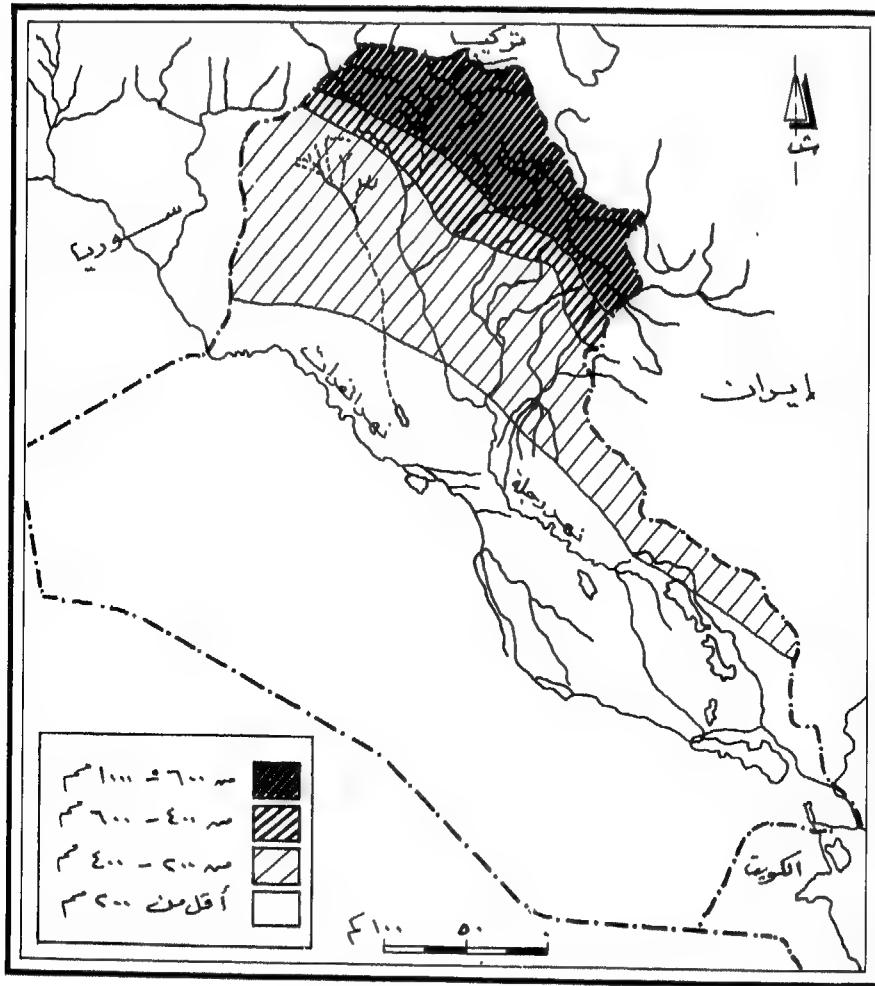 تركيا
ش
سوريا
إيران
نهر الفرات
نهر دجلة
الكويت
من ٦٠٠ - ١٠٠٠ مم
من ٤٠٠ - ٦٠٠ مم
من ٢٠٠ - ٤٠٠ مم
أقل من ٢٠٠ مم
٥٠ ١٠٠ كم